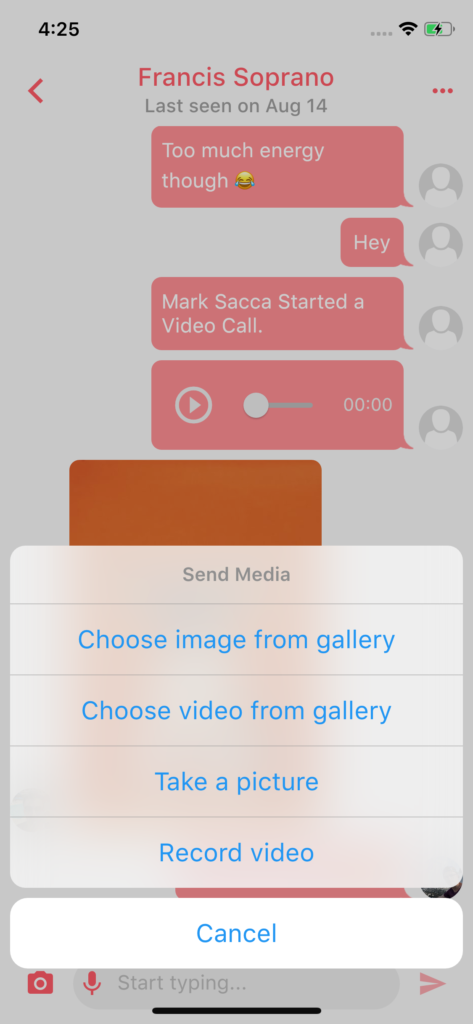 4:25
Francis Soprano
Last seen on Aug 14
Too much energy
though 😂
Hey
Mark Sacca Started a
Video Call.
00:00
Send Media
Choose image from gallery
Choose video from gallery
Take a picture
Record video
Cancel
Start typing...